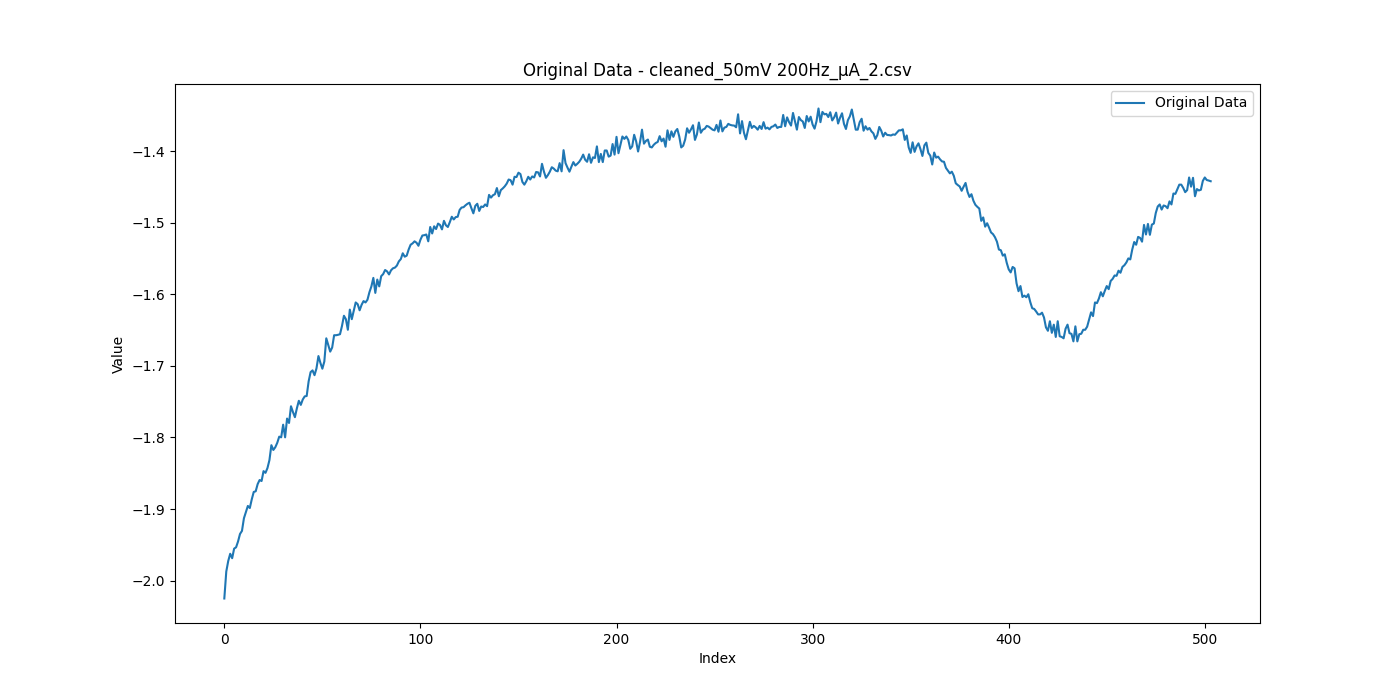 Original Data - cleaned_50mV 200Hz_μA_2.csv
Original Data
Value
−1.4
−1.5
−1.6
−1.7
−1.8
−1.9
−2.0
0 100 200 300 400 500
Index